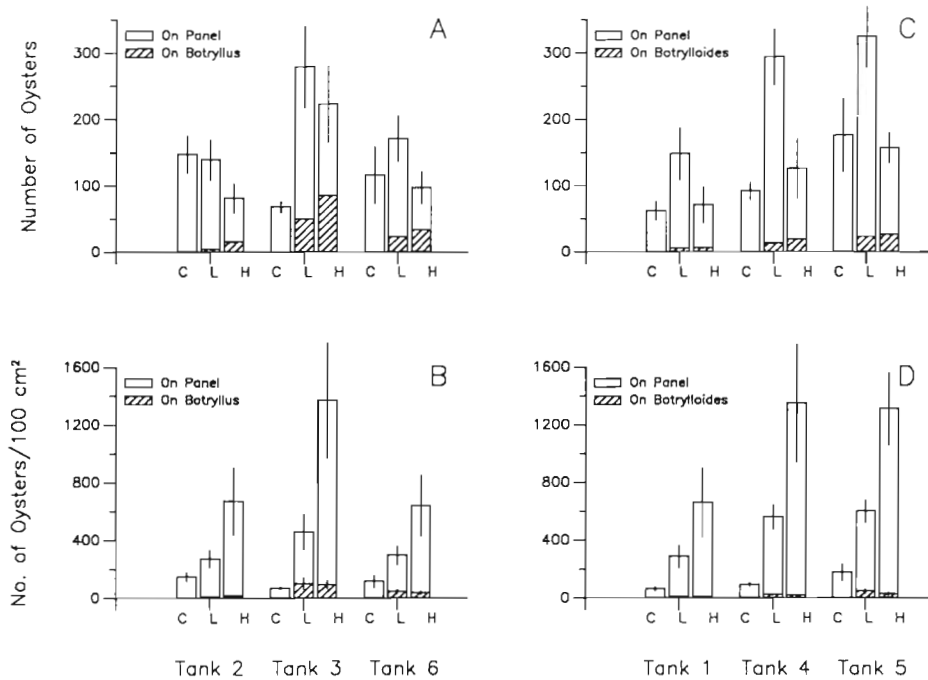 A
On Panel
On Botryllus
Number of Oysters
300
200
100
0
C L H C L H C L H
C
On Panel
On Botrylloides
300
200
100
0
C L H C L H C L H
B
On Panel
On Botryllus
No. of Oysters/100 cm²
1600
1200
800
400
0
C L H C L H C L H
Tank 2 Tank 3 Tank 6
D
On Panel
On Botrylloides
1600
1200
800
400
0
C L H C L H C L H
Tank 1 Tank 4 Tank 5